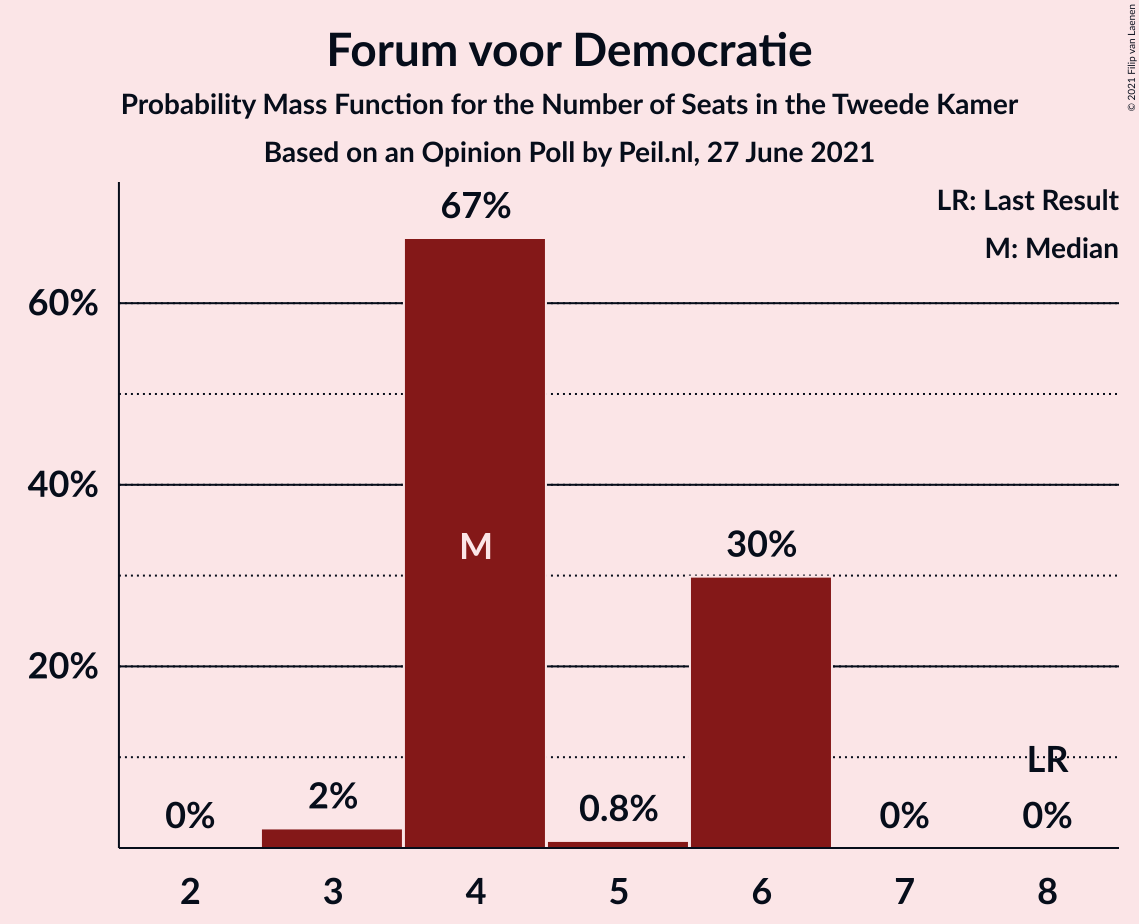 Forum voor Democratie
Probability Mass Function for the Number of Seats in the Tweede Kamer
Based on an Opinion Poll by Peil.nl, 27 June 2021
© 2021 Filip van Laenen
LR: Last Result
M: Median
60%
40%
20%
0%
2%
67%
M
0.8%
30%
0%
LR
0%
2 3 4 5 6 7 8